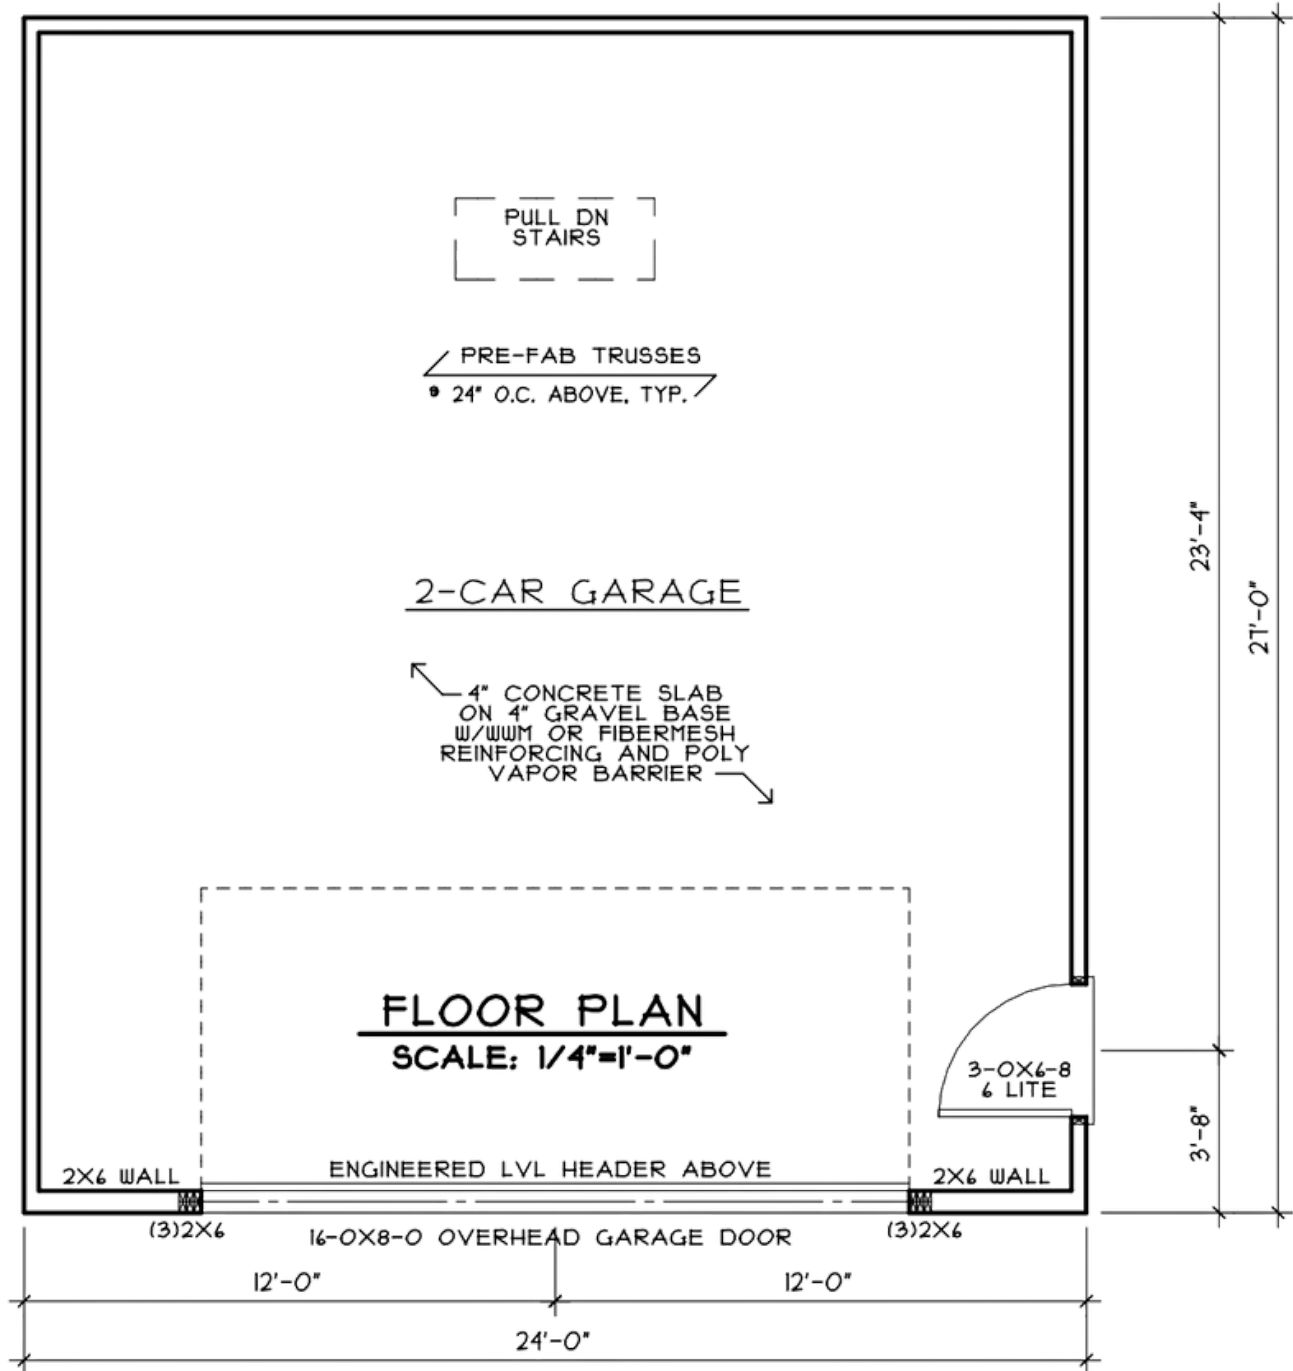 PULL DN
STAIRS
PRE-FAB TRUSSES
@ 24" O.C. ABOVE, TYP.
23'-4"
27'-0"
2-CAR GARAGE
4" CONCRETE SLAB
ON 4" GRAVEL BASE
W/WWM OR FIBERMESH
REINFORCING AND POLY
VAPOR BARRIER
FLOOR PLAN
SCALE: 1/4"=1'-0"
3-0X6-8
6 LITE
3'-8"
2X6 WALL
ENGINEERED LVL HEADER ABOVE
2X6 WALL
(3)2X6
16-0X8-0 OVERHEAD GARAGE DOOR
(3)2X6
12'-0"
12'-0"
24'-0"